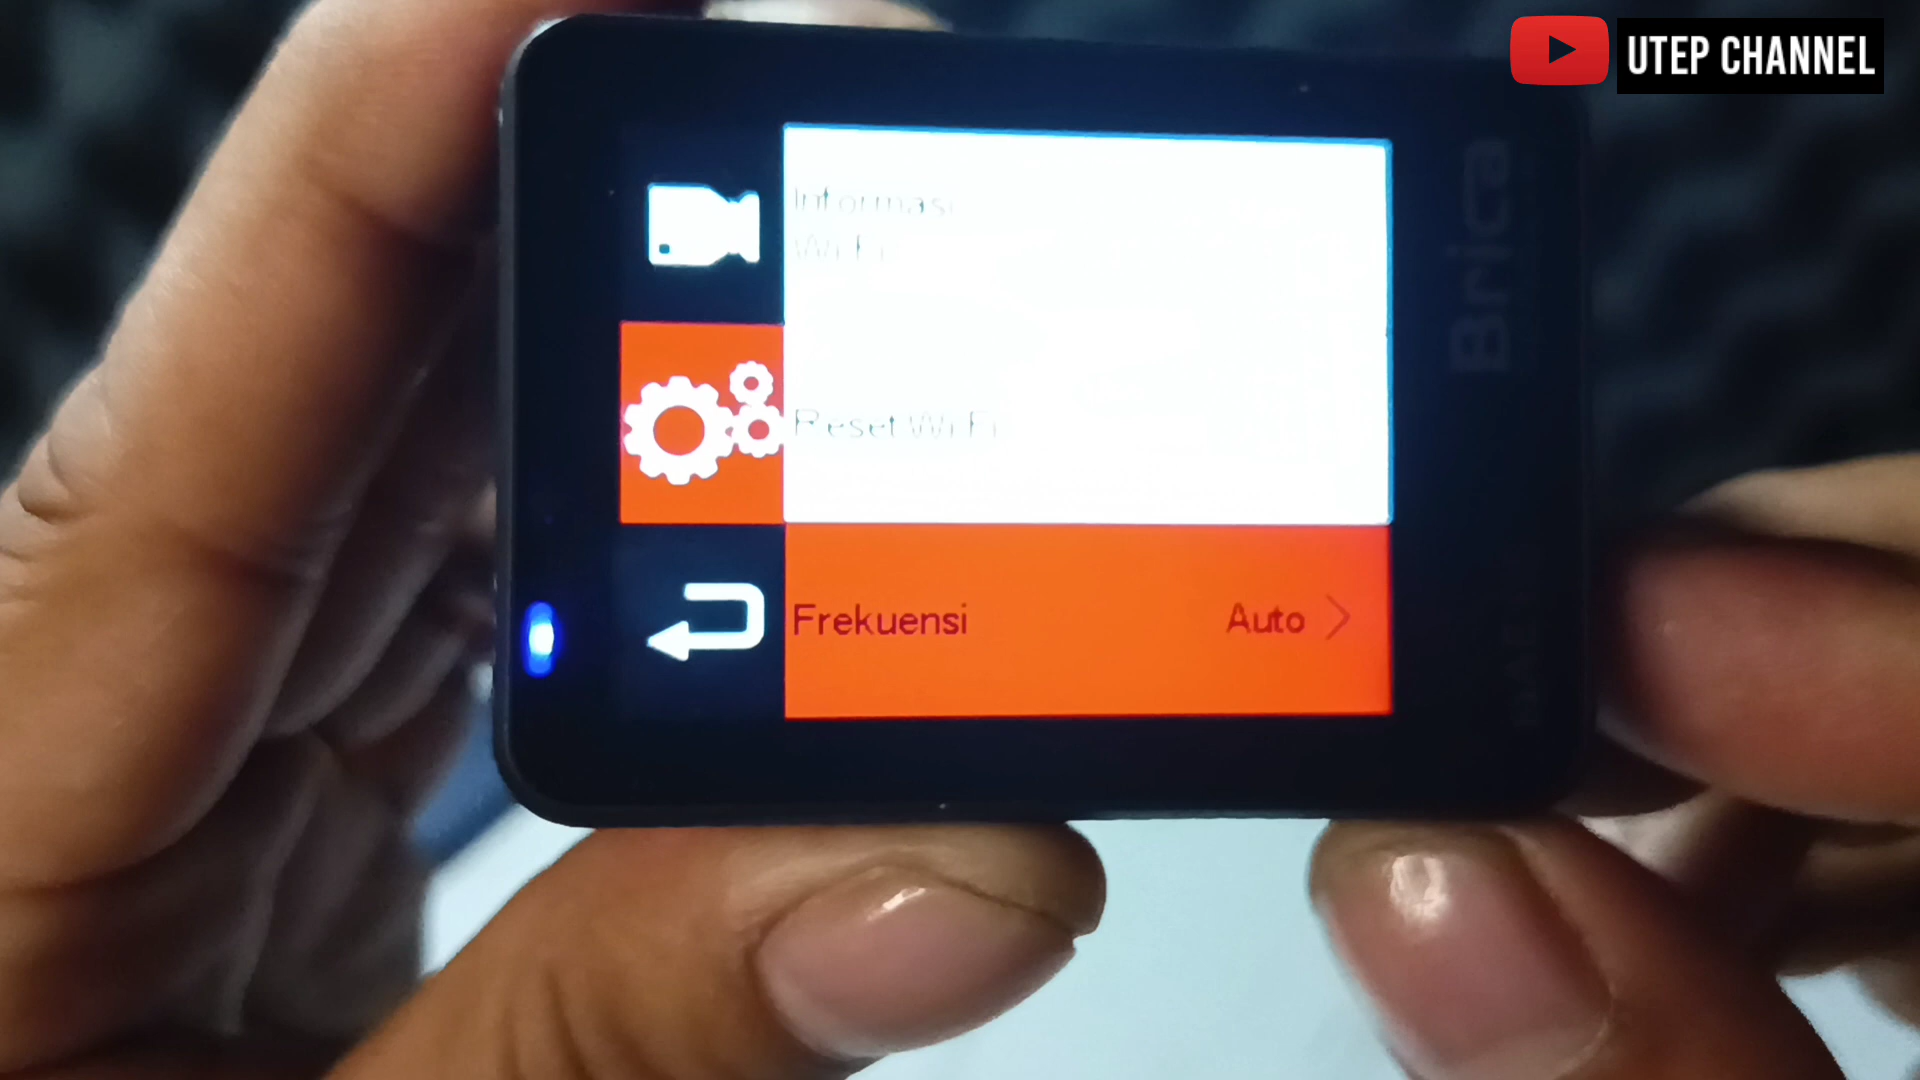 UTEP CHANNEL
Informasi
Wi Fi
Reset Wi Fi
Frekuensi Auto
Brica